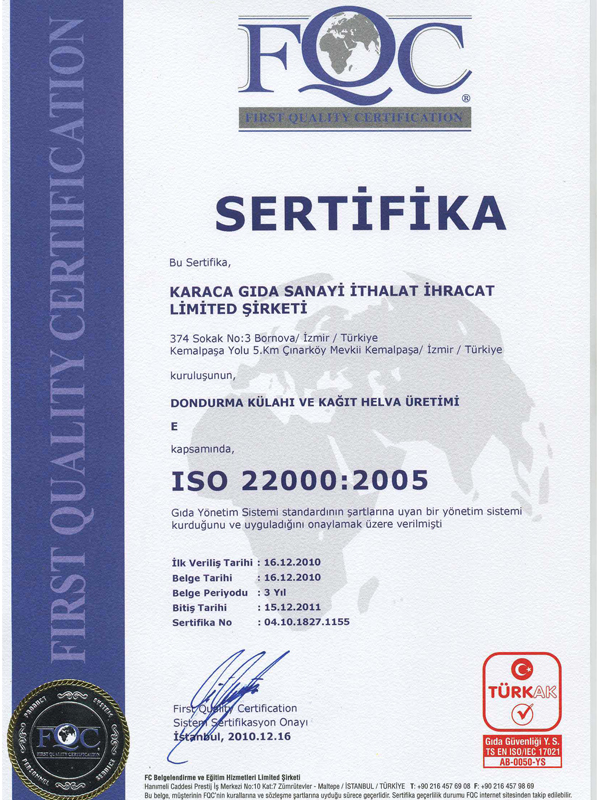 FIRST QUALITY CERTIFICATION
FQC
®
FIRST QUALITY CERTIFICATION
SERTİFİKA
Bu Sertifika,
KARACA GIDA SANAYİ İTHALAT İHRACAT
LİMİTED ŞİRKETİ
374 Sokak No:3 Bornova/ İzmir / Türkiye
Kemalpaşa Yolu 5.Km Çınarköy Mevkii Kemalpaşa/ İzmir / Türkiye
kuruluşunun,
DONDURMA KÜLAHI VE KAĞIT HELVA ÜRETİMİ
E
kapsamında,
ISO 22000:2005
Gıda Yönetim Sistemi standardının şartlarına uyan bir yönetim sistemi
kurduğunu ve uyguladığını onaylamak üzere verilmişti
İlk Veriliş Tarihi : 16.12.2010
Belge Tarihi : 16.12.2010
Belge Periyodu : 3 Yıl
Bitiş Tarihi : 15.12.2011
Sertifika No : 04.10.1827.1155
First Quality Certification
Sistem Sertifikasyon Onayı
İstanbul, 2010.12.16
PRODUCT SYSTEM
FQC
FIRST QUALITY CERTIFICATION
PERSONNEL SERVICE
TÜRKAK
Gıda Güvenliği Y. S.
TS EN ISO/IEC 17021
AB-0050-YS
FC Belgelendirme ve Eğitim Hizmetleri Limited Şirketi
Hanımeli Caddesi Prestij İş Merkezi No:10 Kat:7 Zümrütevler - Maltepe / İSTANBUL / TÜRKİYE T: +90 216 457 69 08 F: +90 216 457 98 69
Bu belge, müşterinin FQC'nin kurallarına ve sözleşme şartlarına uyduğu sürece geçerlidir. Sertifika geçerlilik durumu FQC internet sitesinden takip edilebilir.